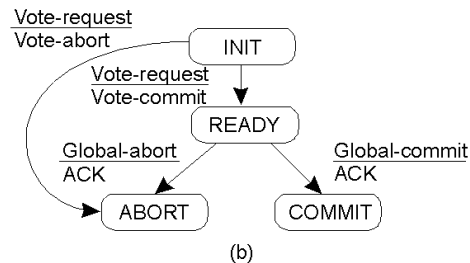 Vote-request
Vote-abort
INIT
Vote-request
Vote-commit
READY
Global-abort
ACK
Global-commit
ACK
ABORT
COMMIT
(b)